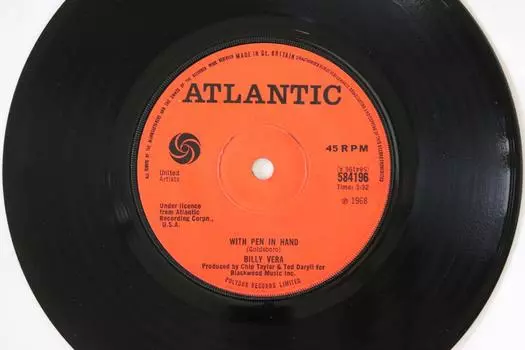 MADE IN GT. BRITAIN
ATLANTIC
45 RPM
(584196 A)
584196
Time: 3:32
℗ 1968
United
Artists
Under licence
from Atlantic
Recording Corpn.,
U.S.A.
WITH PEN IN HAND
(Goldsboro)
BILLY VERA
Produced by Chip Taylor & Ted Daryll for
Blackwood Music Inc.
POLYDOR RECORDS LIMITED